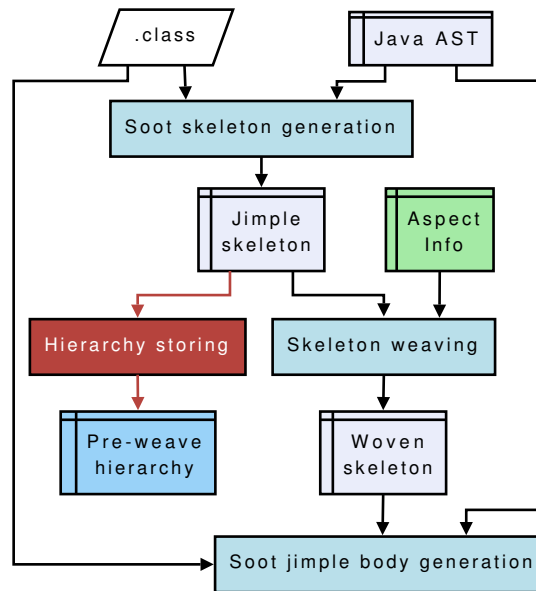 .class
Java AST
Soot skeleton generation
Jimple
skeleton
Aspect
Info
Hierarchy storing
Skeleton weaving
Pre-weave
hierarchy
Woven
skeleton
Soot jimple body generation